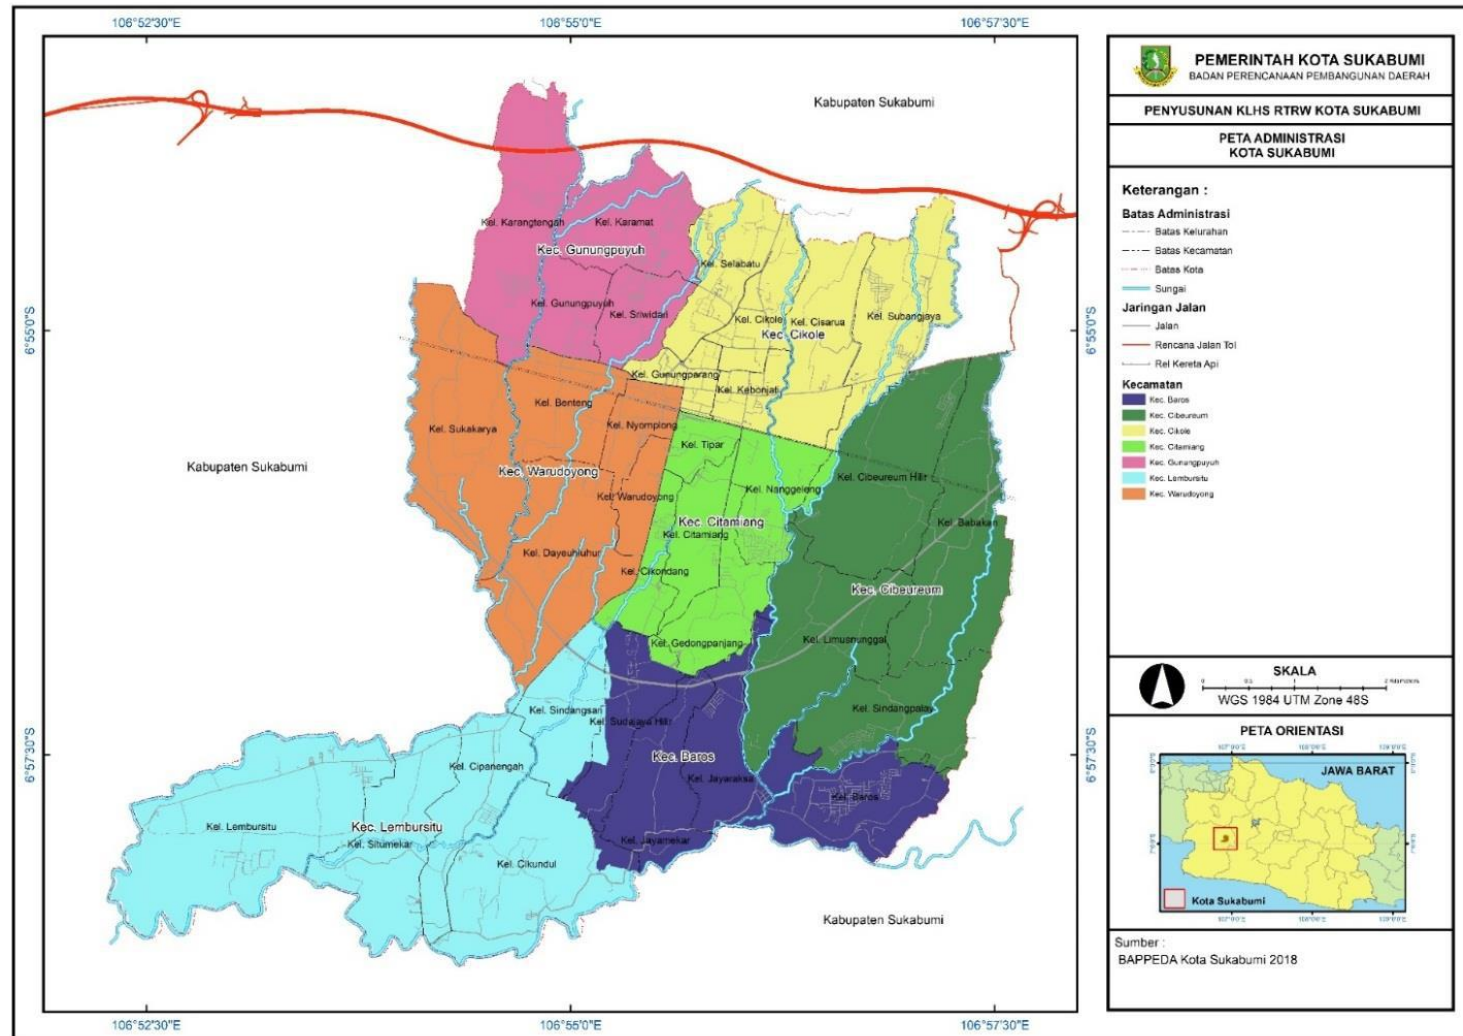 106°52'30"E
106°55'0"E
106°57'30"E
Kabupaten Sukabumi
Kel. Karangtengah
Kel. Karamat
Kec. Gunungpuyuh
Kel. Selabatu
Kel. Gunungpuyuh
Kel. Sriwidari
Kel. Cikole
Kel. Cisarua
Kel. Subangjaya
Kec. Cikole
6°55'0"S
6°55'0"S
Kel. Gunungparang
Kel. Kebonjati
Kel. Benteng
Kel. Sukakarya
Kel. Nyomplong
Kel. Tipar
Kabupaten Sukabumi
Kec. Warudoyong
Kel. Cibeureum Hilir
Kel. Nanggeleng
Kel. Warudoyong
Kec. Citamiang
Kel. Babakan
Kel. Citamiang
Kel. Dayeuhluhur
Kel. Cikondang
Kec. Cibeureum
Kel. Limusnunggal
Kel. Gedongpanjang
Kel. Sindangsari
Kel. Sudajaya Hilir
Kel. Sindangpalay
6°57'30"S
6°57'30"S
Kec. Baros
Kel. Cipanengah
Kel. Jayaraksa
Kel. Baros
Kel. Lembursitu
Kec. Lembursitu
Kel. Situmekar
Kel. Jayamekar
Kel. Cikundul
Kabupaten Sukabumi
106°52'30"E
106°55'0"E
106°57'30"E
PEMERINTAH KOTA SUKABUMI
BADAN PERENCANAAN PEMBANGUNAN DAERAH
PENYUSUNAN KLHS RTRW KOTA SUKABUMI
PETA ADMINISTRASI
KOTA SUKABUMI
Keterangan :
Batas Administrasi
Batas Kelurahan
Batas Kecamatan
Batas Kota
Sungai
Jaringan Jalan
Jalan
Rencana Jalan Tol
Rel Kereta Api
Kecamatan
Kec. Baros
Kec. Cibeureum
Kec. Cikole
Kec. Citamiang
Kec. Gunungpuyuh
Kec. Lembursitu
Kec. Warudoyong
SKALA
WGS 1984 UTM Zone 48S
PETA ORIENTASI
JAWA BARAT
Kota Sukabumi
Sumber :
BAPPEDA Kota Sukabumi 2018